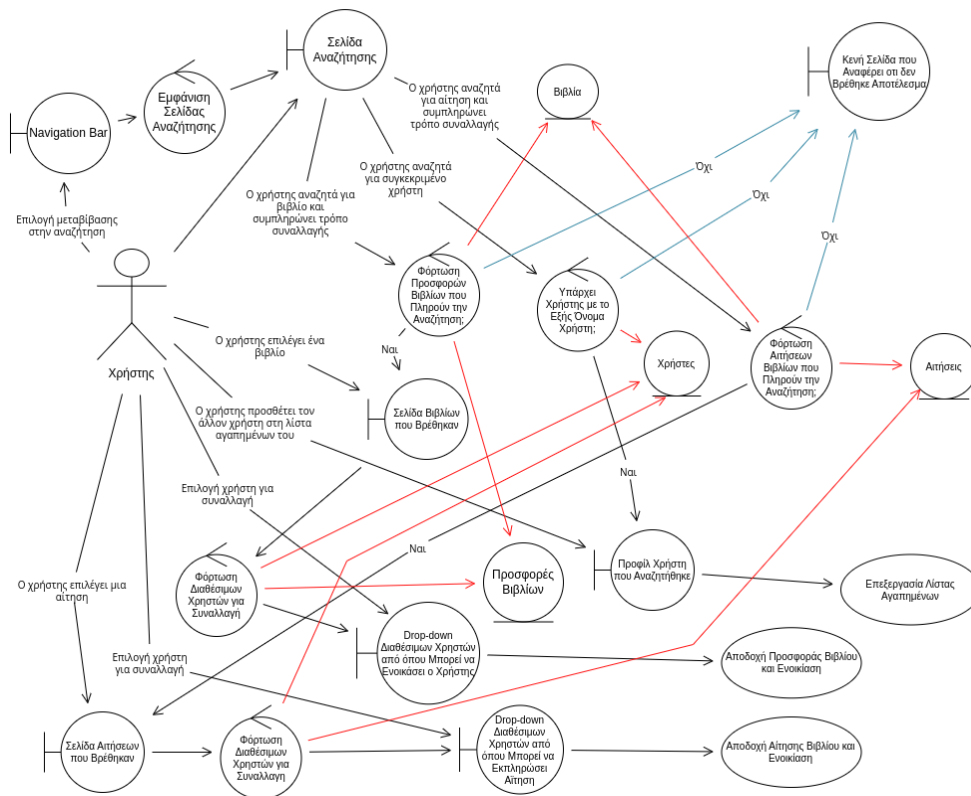 Σελίδα
Αναζήτησης
Κενή Σελίδα που
Αναφέρει οτι δεν
Βρέθηκε Αποτέλεσμα
Ο χρήστης αναζητά
για αίτηση και
συμπληρώνει
τρόπο συναλλαγής
Βιβλία
Εμφάνιση
Σελίδας
Αναζήτησης
Navigation Bar
Ο χρήστης αναζητά
για συγκεκριμένο
χρήστη
Όχι
Όχι
Όχι
Ο χρήστης αναζητά για
βιβλίο και
συμπληρώνει τρόπο
συναλλαγής
Επιλογή μεταβίβασης
στην αναζήτηση
Φόρτωση
Προσφορών
Βιβλίων που
Πληρούν την
Αναζήτηση;
Υπάρχει
Χρήστης με το
Εξής Όνομα
Χρήστη;
Φόρτωση
Αιτήσεων
Βιβλίων που
Πληρούν την
Αναζήτηση;
Χρήστης
Ο χρήστης επιλέγει ένα
βιβλίο
Ναι
Χρήστες
Αιτήσεις
Σελίδα Βιβλίων
που Βρέθηκαν
Ο χρήστης προσθέτει τον
άλλον χρήστη στη λίστα
αγαπημένων του
Ναι
Επιλογή χρήστη για
συναλλαγή
Ναι
Φόρτωση
Διαθέσιμων
Χρηστών για
Συναλλαγή
Προσφορές
Βιβλίων
Προφίλ Χρήστη
που Αναζητήθηκε
Επεξεργασία Λίστας
Αγαπημένων
Ο χρήστης επιλέγει μια
αίτηση
Drop-down
Διαθέσιμων Χρηστών
από όπου Μπορεί να
Ενοικάσει ο Χρήστης
Αποδοχή Προσφοράς Βιβλίου
και Ενοικίαση
Επιλογή χρήστη
για συναλλαγή
Σελίδα Αιτήσεων
που Βρέθηκαν
Φόρτωση
Διαθέσιμων
Χρηστών για
Συναλλαγη
Drop-down
Διαθέσιμων
Χρηστών από
όπου Μπορεί να
Εκπληρώσει
Αίτηση
Αποδοχή Αίτησης Βιβλίου και
Ενοικίαση